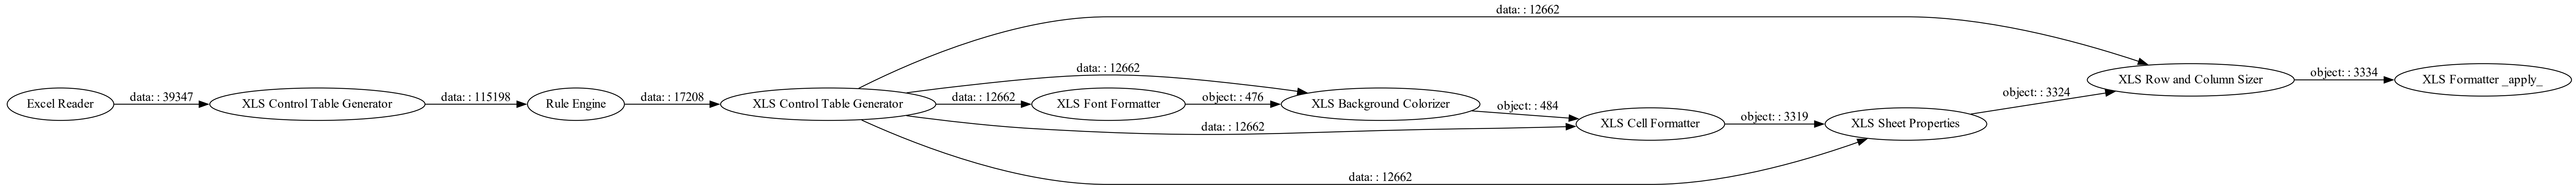 Excel Reader
data: : 39347
XLS Control Table Generator
data: : 115198
Rule Engine
data: : 17208
XLS Control Table Generator
data: : 12662
data: : 12662
data: : 12662
data: : 12662
data: : 12662
XLS Font Formatter
object: : 476
XLS Background Colorizer
object: : 484
XLS Cell Formatter
object: : 3319
XLS Sheet Properties
object: : 3324
XLS Row and Column Sizer
object: : 3334
XLS Formatter _apply_